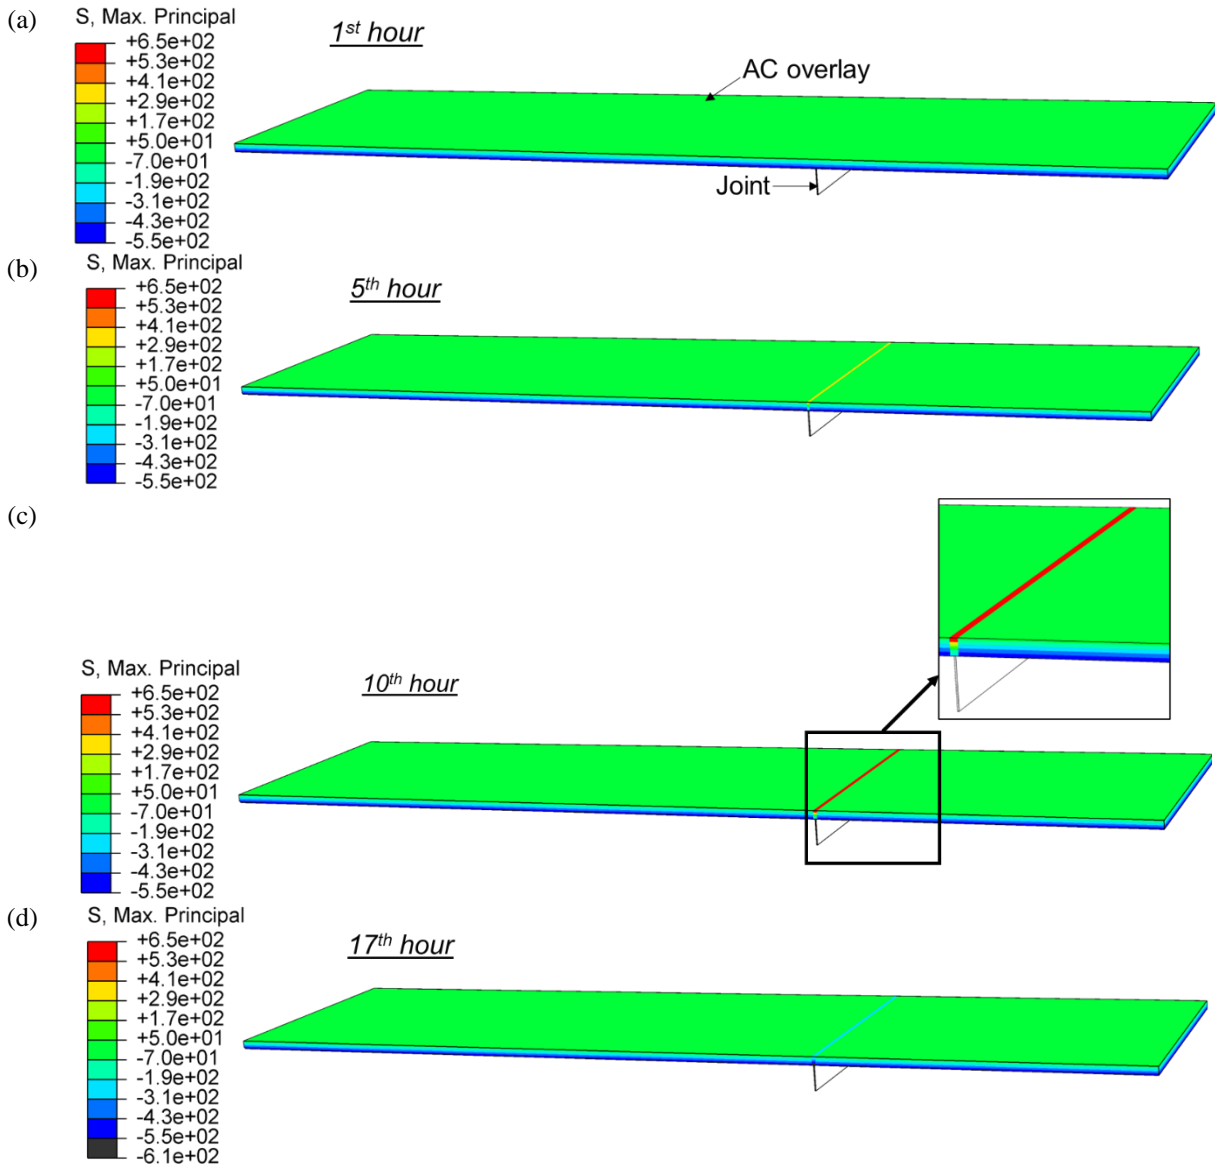 (a)
S, Max. Principal
+6.5e+02
+5.3e+02
+4.1e+02
+2.9e+02
+1.7e+02
+5.0e+01
-7.0e+01
-1.9e+02
-3.1e+02
-4.3e+02
-5.5e+02
1st hour
AC overlay
Joint
(b)
S, Max. Principal
+6.5e+02
+5.3e+02
+4.1e+02
+2.9e+02
+1.7e+02
+5.0e+01
-7.0e+01
-1.9e+02
-3.1e+02
-4.3e+02
-5.5e+02
5th hour
(c)
S, Max. Principal
+6.5e+02
+5.3e+02
+4.1e+02
+2.9e+02
+1.7e+02
+5.0e+01
-7.0e+01
-1.9e+02
-3.1e+02
-4.3e+02
-5.5e+02
10th hour
(d)
S, Max. Principal
+6.5e+02
+5.3e+02
+4.1e+02
+2.9e+02
+1.7e+02
+5.0e+01
-7.0e+01
-1.9e+02
-3.1e+02
-4.3e+02
-5.5e+02
-6.1e+02
17th hour